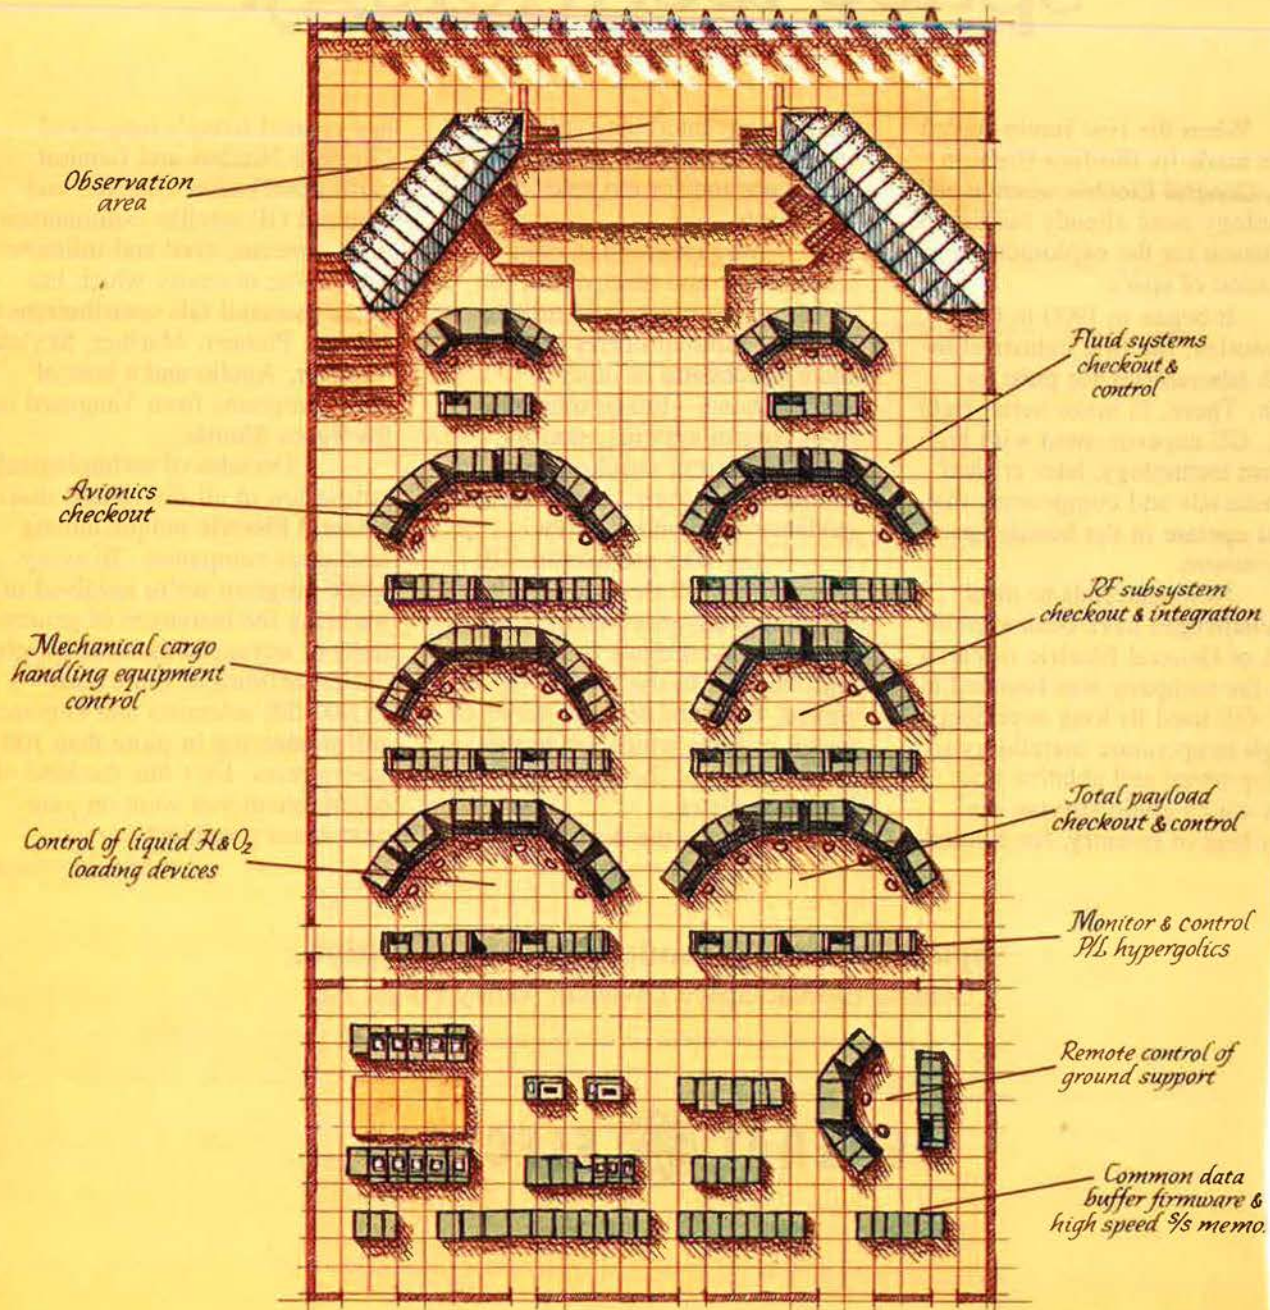 Observation
area
Fluid systems
checkout &
control
Avionics
checkout
RF subsystem
checkout & integration
Mechanical cargo
handling equipment
control
Total payload
checkout & control
Control of liquid H&O₂
loading devices
Monitor & control
P/L hypergolics
Remote control of
ground support
Common data
buffer firmware &
high speed S/S memo.